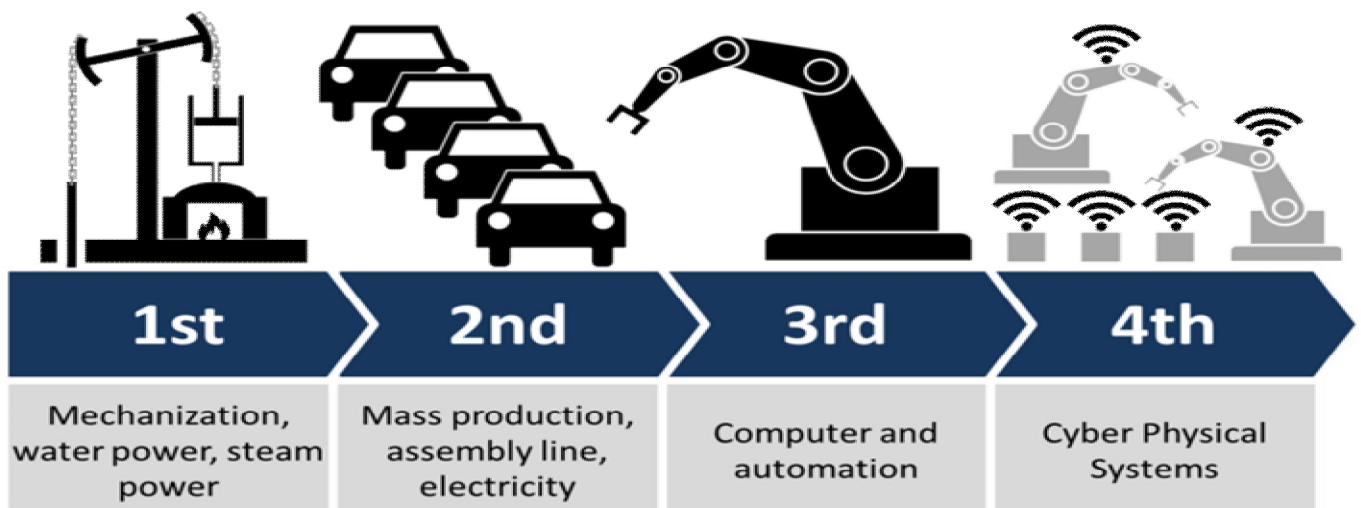 1st
2nd
3rd
4th
Mechanization,
water power, steam
power
Mass production,
assembly line,
electricity
Computer and
automation
Cyber Physical
Systems